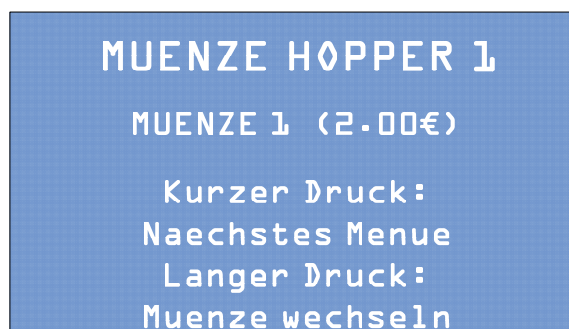 MUENZE HOPPER 1
MUENZE 1 (2.00€)
Kurzer Druck:
Naechstes Menue
Langer Druck:
Muenze wechseln